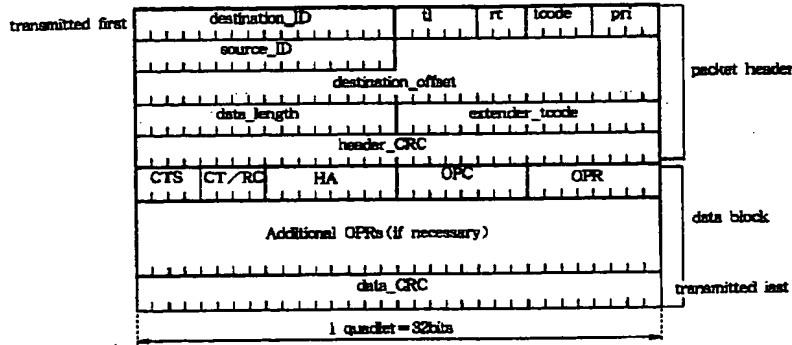 transmitted first
destination_ID tl rt tcode pri
source_ID
destination_offset
packet header
data_length extender_tcode
header_CRC
CTS CT/RC HA OPC OPR
Additional OPRs(if necessary)
data block
data_CRC
transmitted last
1 quadlet=32bits